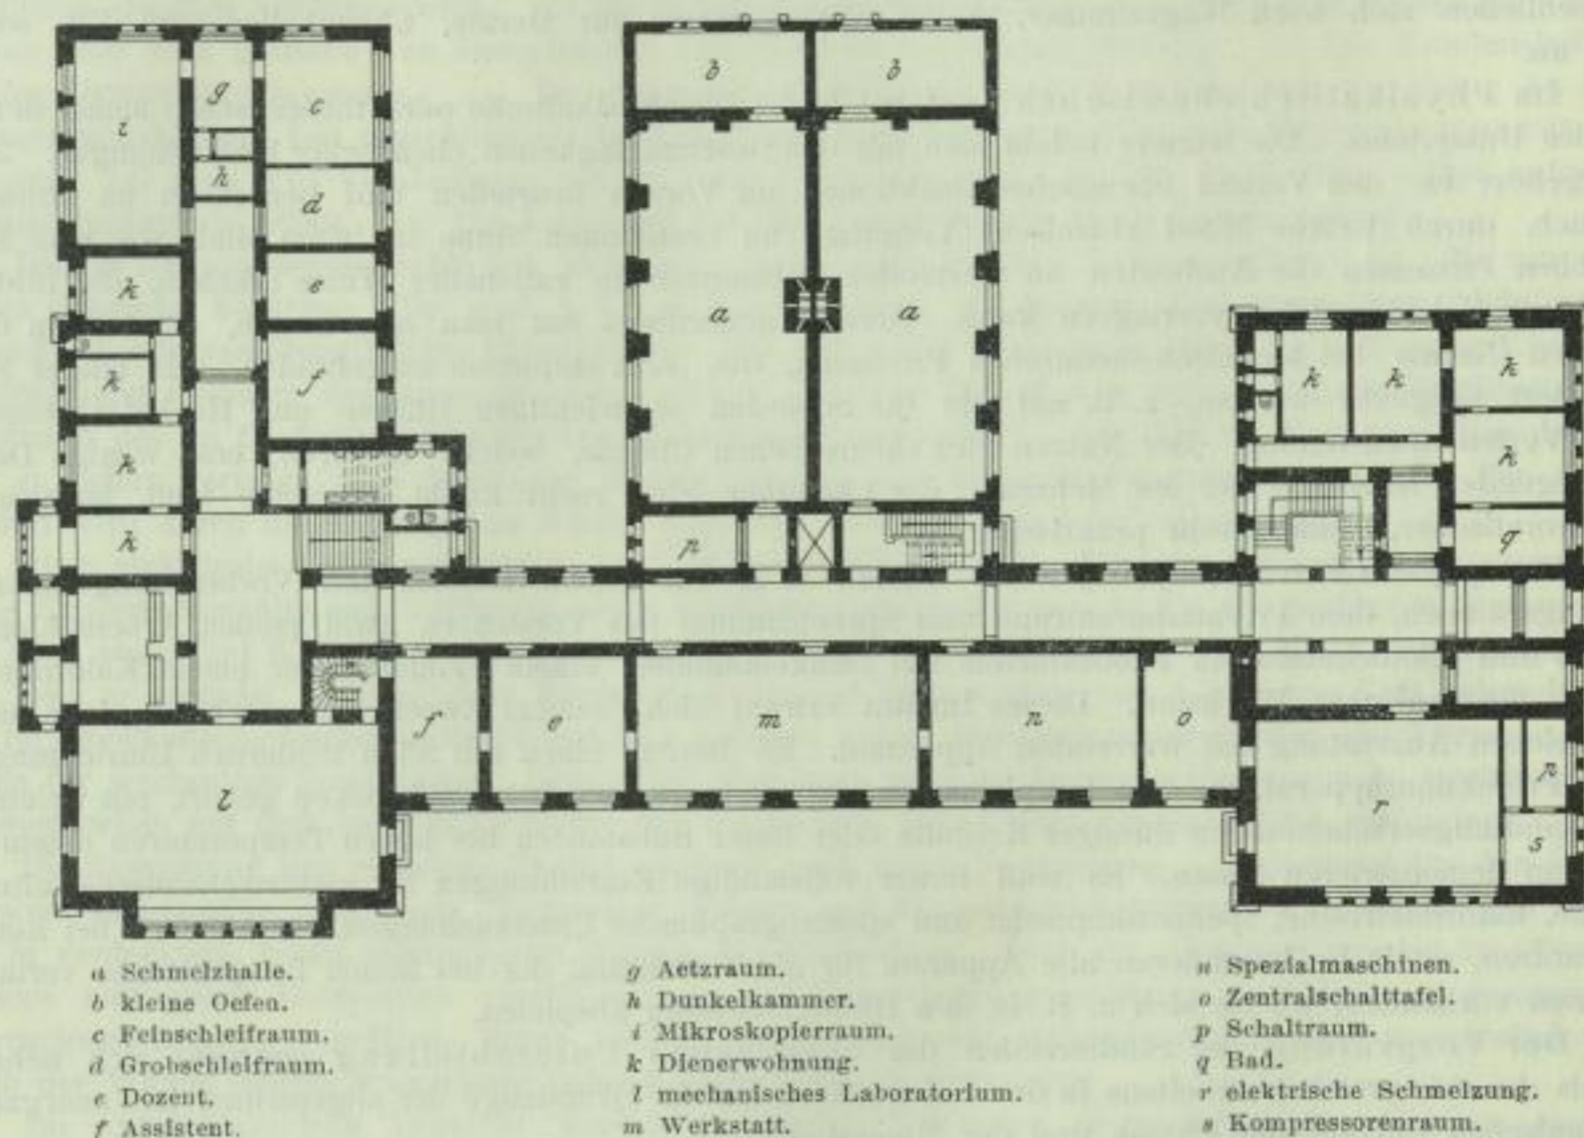 b b
g c
i
h
d
k e
a a
k f
k k k
k
k
k p q
f e m n o
l r p
s
a Schmelzhalle.
b kleine Oefen.
c Feinschleifraum.
d Grobschleifraum.
e Dozent.
f Assistent.
g Aetzraum.
h Dunkelkammer.
i Mikroskopierraum.
k Dienerwohnung.
l mechanisches Laboratorium.
m Werkstatt.
n Spezialmaschinen.
o Zentralschalttafel.
p Schaltraum.
q Bad.
r elektrische Schmelzung.
s Kompressorenraum.